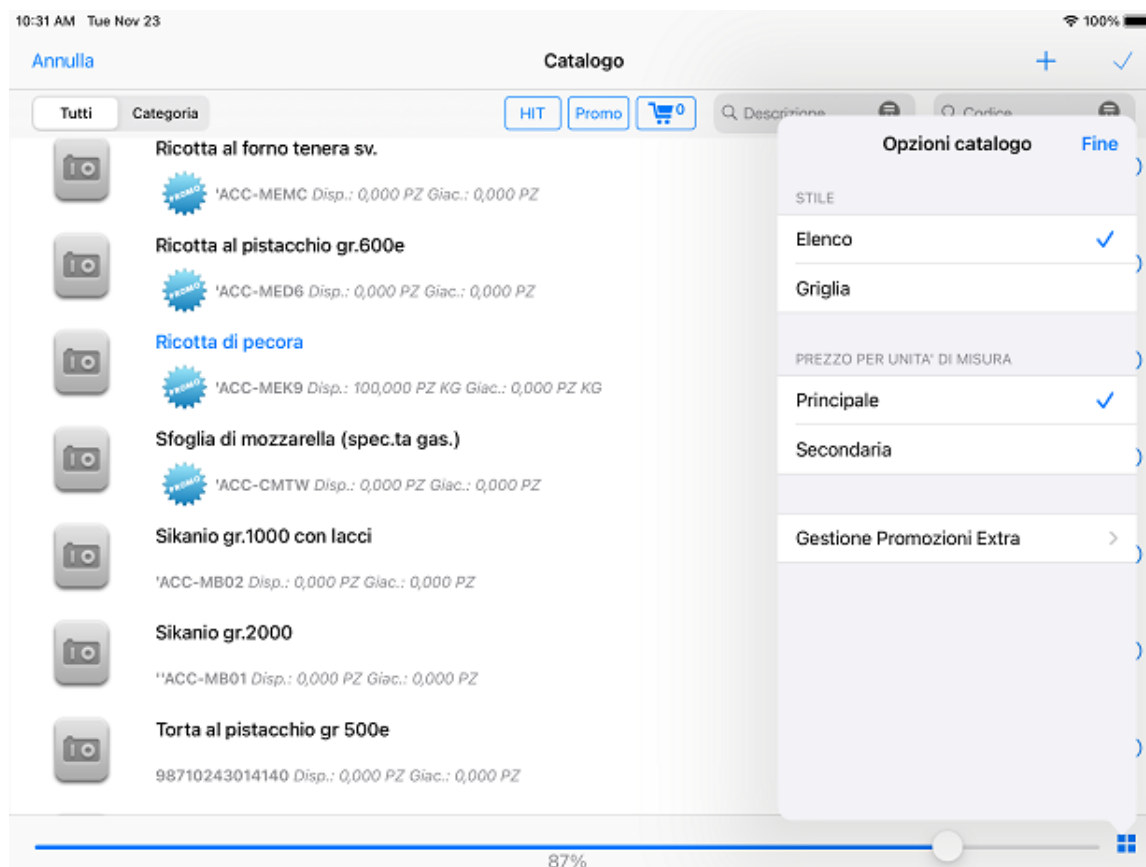 10:31 AM Tue Nov 23
100%
Annulla
Catalogo
Tutti
Categoria
HIT
Promo
0
Descrizione
Codice
Opzioni catalogo
Fine
STILE
Elenco
Griglia
PREZZO PER UNITA' DI MISURA
Principale
Secondaria
Gestione Promozioni Extra
Ricotta al forno tenera sv.
PROMO
'ACC-MEMC Disp.: 0,000 PZ Giac.: 0,000 PZ
Ricotta al pistacchio gr.600e
PROMO
'ACC-MED6 Disp.: 0,000 PZ Giac.: 0,000 PZ
Ricotta di pecora
PROMO
'ACC-MEK9 Disp.: 100,000 PZ KG Giac.: 0,000 PZ KG
Sfoglia di mozzarella (spec.ta gas.)
PROMO
'ACC-CMTW Disp.: 0,000 PZ Giac.: 0,000 PZ
Sikanio gr.1000 con lacci
'ACC-MB02 Disp.: 0,000 PZ Giac.: 0,000 PZ
Sikanio gr.2000
''ACC-MB01 Disp.: 0,000 PZ Giac.: 0,000 PZ
Torta al pistacchio gr 500e
98710243014140 Disp.: 0,000 PZ Giac.: 0,000 PZ
87%